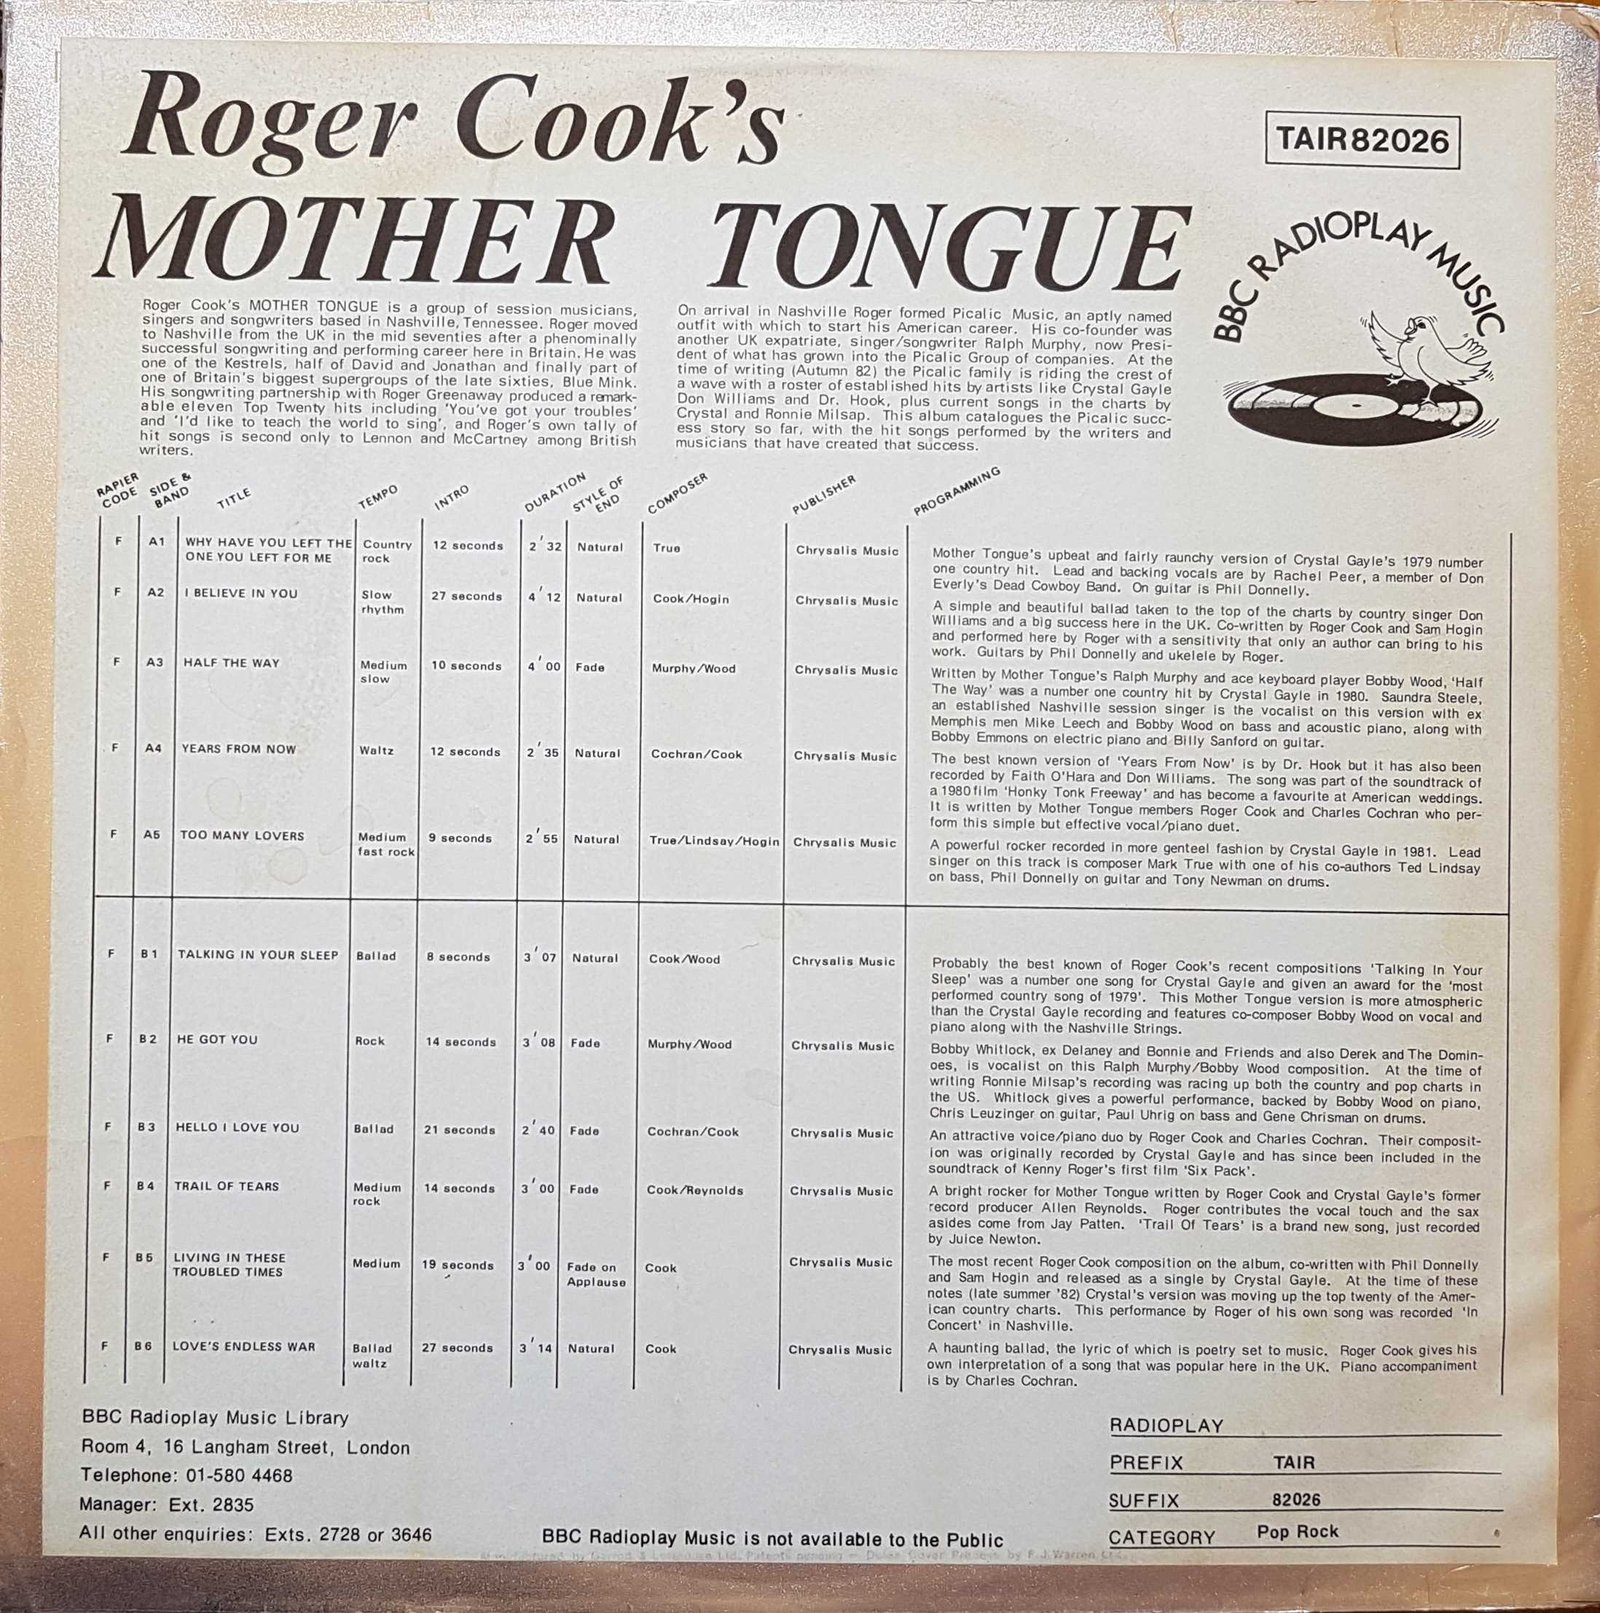 Roger Cook's
MOTHER TONGUE
TAIR82026
BBC RADIOPLAY MUSIC
Roger Cook's MOTHER TONGUE is a group of session musicians,
singers and songwriters based in Nashville, Tennessee. Roger moved
to Nashville from the UK in the mid seventies after a phenominally
successful songwriting and performing career here in Britain. He was
one of the Kestrels, half of David and Jonathan and finally part of
one of Britain's biggest supergroups of the late sixties, Blue Mink.
His songwriting partnership with Roger Greenaway produced a remark-
able eleven Top Twenty hits including 'You've got your troubles'
and 'I'd like to teach the world to sing', and Roger's own tally of
hit songs is second only to Lennon and McCartney among British
writers.
On arrival in Nashville Roger formed Picalic Music, an aptly named
outfit with which to start his American career. His co-founder was
another UK expatriate, singer/songwriter Ralph Murphy, now Presi-
dent of what has grown into the Picalic Group of companies. At the
time of writing (Autumn 82) the Picalic family is riding the crest of
a wave with a roster of established hits by artists like Crystal Gayle
Don Williams and Dr. Hook, plus current songs in the charts by
Crystal and Ronnie Milsap. This album catalogues the Picalic succ-
ess story so far, with the hit songs performed by the writers and
musicians that have created that success.
RAPIER CODE SIDE & BAND TITLE TEMPO INTRO DURATION STYLE OF END COMPOSER PUBLISHER PROGRAMMING
F A1 WHY HAVE YOU LEFT THE ONE YOU LEFT FOR ME Country rock 12 seconds 2'32 Natural True Chrysalis Music
Mother Tongue's upbeat and fairly raunchy version of Crystal Gayle's 1979 number
one country hit. Lead and backing vocals are by Rachel Peer, a member of Don
Everly's Dead Cowboy Band. On guitar is Phil Donnelly.
F A2 I BELIEVE IN YOU Slow rhythm 27 seconds 4'12 Natural Cook/Hogin Chrysalis Music
A simple and beautiful ballad taken to the top of the charts by country singer Don
Williams and a big success here in the UK. Co-written by Roger Cook and Sam Hogin
and performed here by Roger with a sensitivity that only an author can bring to his
work. Guitars by Phil Donnelly and ukelele by Roger.
F A3 HALF THE WAY Medium slow 10 seconds 4'00 Fade Murphy/Wood Chrysalis Music
Written by Mother Tongue's Ralph Murphy and ace keyboard player Bobby Wood, 'Half
The Way' was a number one country hit by Crystal Gayle in 1980. Saundra Steele,
an established Nashville session singer is the vocalist on this version with ex
Memphis men Mike Leech and Bobby Wood on bass and acoustic piano, along with
Bobby Emmons on electric piano and Billy Sanford on guitar.
F A4 YEARS FROM NOW Waltz 12 seconds 2'35 Natural Cochran/Cook Chrysalis Music
The best known version of 'Years From Now' is by Dr. Hook but it has also been
recorded by Faith O'Hara and Don Williams. The song was part of the soundtrack of
a 1980 film 'Honky Tonk Freeway' and has become a favourite at American weddings.
It is written by Mother Tongue members Roger Cook and Charles Cochran who per-
form this simple but effective vocal/piano duet.
F A5 TOO MANY LOVERS Medium fast rock 9 seconds 2'55 Natural True/Lindsay/Hogin Chrysalis Music
A powerful rocker recorded in more genteel fashion by Crystal Gayle in 1981. Lead
singer on this track is composer Mark True with one of his co-authors Ted Lindsay
on bass, Phil Donnelly on guitar and Tony Newman on drums.
F B1 TALKING IN YOUR SLEEP Ballad 8 seconds 3'07 Natural Cook/Wood Chrysalis Music
Probably the best known of Roger Cook's recent compositions 'Talking In Your
Sleep' was a number one song for Crystal Gayle and given an award for the 'most
performed country song of 1979'. This Mother Tongue version is more atmospheric
than the Crystal Gayle recording and features co-composer Bobby Wood on vocal and
piano along with the Nashville Strings.
F B2 HE GOT YOU Rock 14 seconds 3'08 Fade Murphy/Wood Chrysalis Music
Bobby Whitlock, ex Delaney and Bonnie and Friends and also Derek and The Domin-
oes, is vocalist on this Ralph Murphy/Bobby Wood composition. At the time of
writing Ronnie Milsap's recording was racing up both the country and pop charts in
the US. Whitlock gives a powerful performance, backed by Bobby Wood on piano,
Chris Leuzinger on guitar, Paul Uhrig on bass and Gene Chrisman on drums.
F B3 HELLO I LOVE YOU Ballad 21 seconds 2'40 Fade Cochran/Cook Chrysalis Music
An attractive voice/piano duo by Roger Cook and Charles Cochran. Their composit-
ion was originally recorded by Crystal Gayle and has since been included in the
soundtrack of Kenny Roger's first film 'Six Pack'.
F B4 TRAIL OF TEARS Medium rock 14 seconds 3'00 Fade Cook/Reynolds Chrysalis Music
A bright rocker for Mother Tongue written by Roger Cook and Crystal Gayle's former
record producer Allen Reynolds. Roger contributes the vocal touch and the sax
asides come from Jay Patten. 'Trail Of Tears' is a brand new song, just recorded
by Juice Newton.
F B5 LIVING IN THESE TROUBLED TIMES Medium 19 seconds 3'00 Fade on Applause Cook Chrysalis Music
The most recent Roger Cook composition on the album, co-written with Phil Donnelly
and Sam Hogin and released as a single by Crystal Gayle. At the time of these
notes (late summer '82) Crystal's version was moving up the top twenty of the Amer-
ican country charts. This performance by Roger of his own song was recorded 'In
Concert' in Nashville.
F B6 LOVE'S ENDLESS WAR Ballad waltz 27 seconds 3'14 Natural Cook Chrysalis Music
A haunting ballad, the lyric of which is poetry set to music. Roger Cook gives his
own interpretation of a song that was popular here in the UK. Piano accompaniment
is by Charles Cochran.
BBC Radioplay Music Library
Room 4, 16 Langham Street, London
Telephone: 01-580 4468
Manager: Ext. 2835
All other enquiries: Exts. 2728 or 3646
BBC Radioplay Music is not available to the Public
RADIOPLAY
PREFIX TAIR
SUFFIX 82026
CATEGORY Pop Rock